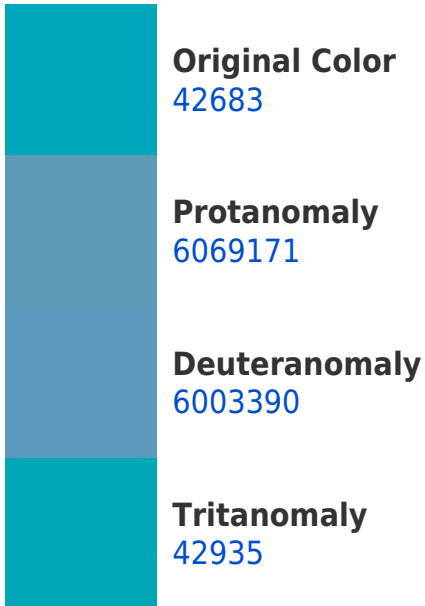 Original Color
42683
Protanomaly
6069171
Deuteranomaly
6003390
Tritanomaly
42935